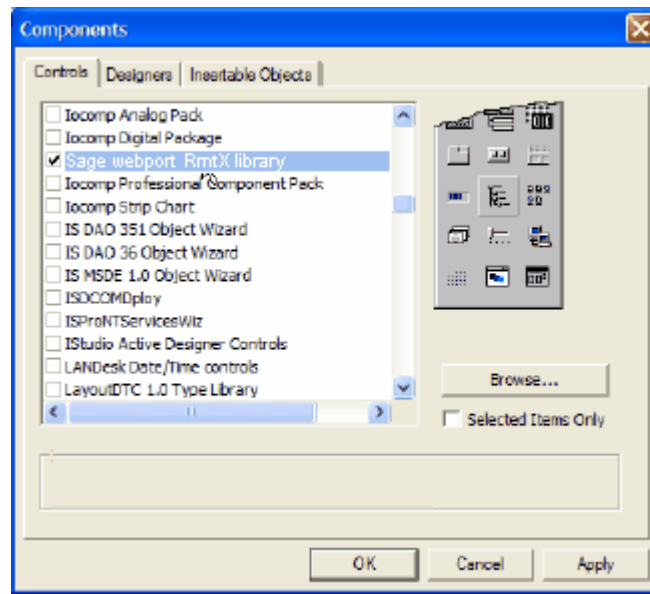 Components
Controls Designers Insertable Objects
Iocomp Analog Pack
Iocomp Digital Package
Sage webport RmtX library
Iocomp Professional Component Pack
Iocomp Strip Chart
IS DAO 351 Object Wizard
IS DAO 36 Object Wizard
IS MSDE 1.0 Object Wizard
ISDCOMDploy
ISProNTServicesWiz
IStudio Active Designer Controls
LANDesk Date/Time controls
LayoutDTC 1.0 Type Library
Browse...
Selected Items Only
OK Cancel Apply